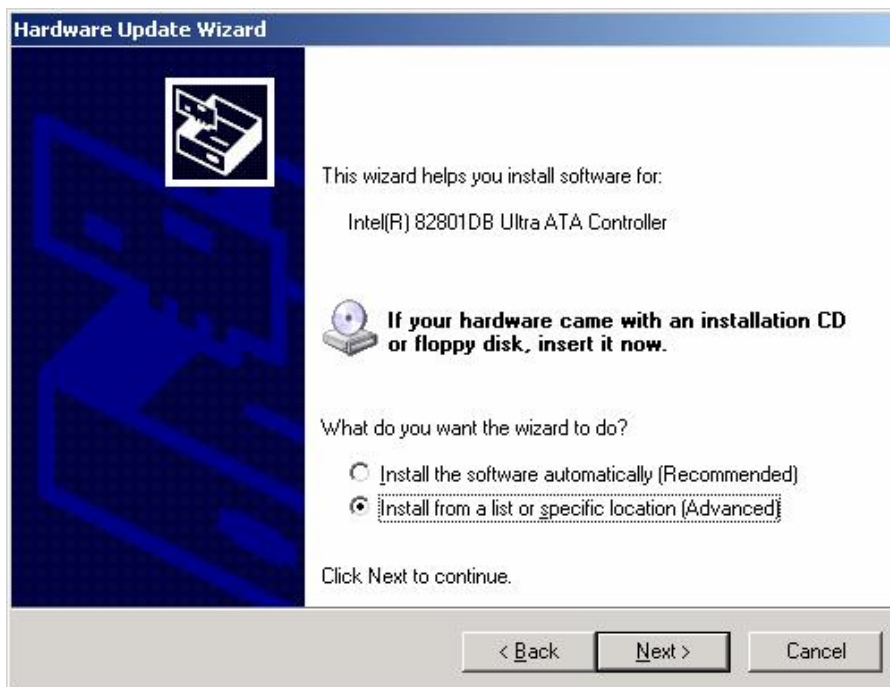 Hardware Update Wizard
This wizard helps you install software for:
Intel(R) 82801DB Ultra ATA Controller
If your hardware came with an installation CD
or floppy disk, insert it now.
What do you want the wizard to do?
Install the software automatically (Recommended)
Install from a list or specific location (Advanced)
Click Next to continue.
< Back
Next >
Cancel